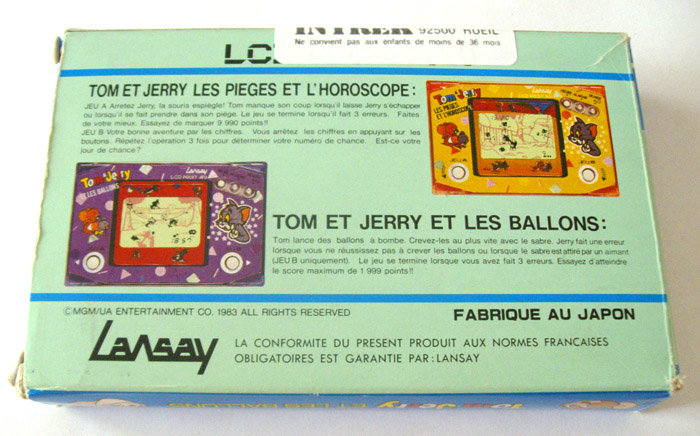 INTREK 92500 RUEIL
Ne convient pas aux enfants de moins de 36 mois
LCD
TOM ET JERRY LES PIEGES ET L'HOROSCOPE:
JEU A Arretez Jerry, la souris espiègle! Tom manque son coup lorsqu'il laisse Jerry s'échapper
ou lorsqu'il se fait prendre dans son piège. Le jeu se termine lorsqu'il fait 3 erreurs. Faites
de votre mieux. Essayez de marquer 9 990 points!!
JEU B Votre bonne aventure par les chiffres. Vous arrêtez les chiffres en appuyant sur les
boutons. Répétez l'operation 3 fois pour déterminer votre numéro de chance. Est-ce votre
jour de chance?
Tom & Jerry
LES PIEGES
ET L'HOROSCOPE
JEU A
JEU B
Tom & Jerry
ET LES BALLONS
Lansay
LCD POCKET JEU
TOM ET JERRY ET LES BALLONS:
Tom lance des ballons à bombe. Crevez-les au plus vite avec le sabre. Jerry fait une erreur
lorsque vous ne réussissez pas à crever les ballons ou lorsque le sabre est attiré par un aimant
(JEU B uniquement). Le jeu se termine lorsque vous avez fait 3 erreurs. Essayez d'atteindre
le score maximum de 1 999 points!!
©MGM/UA ENTERTAINMENT CO. 1983 ALL RIGHTS RESERVED
FABRIQUE AU JAPON
Lansay
LA CONFORMITE DU PRESENT PRODUIT AUX NORMES FRANCAISES
OBLIGATOIRES EST GARANTIE PAR: LANSAY